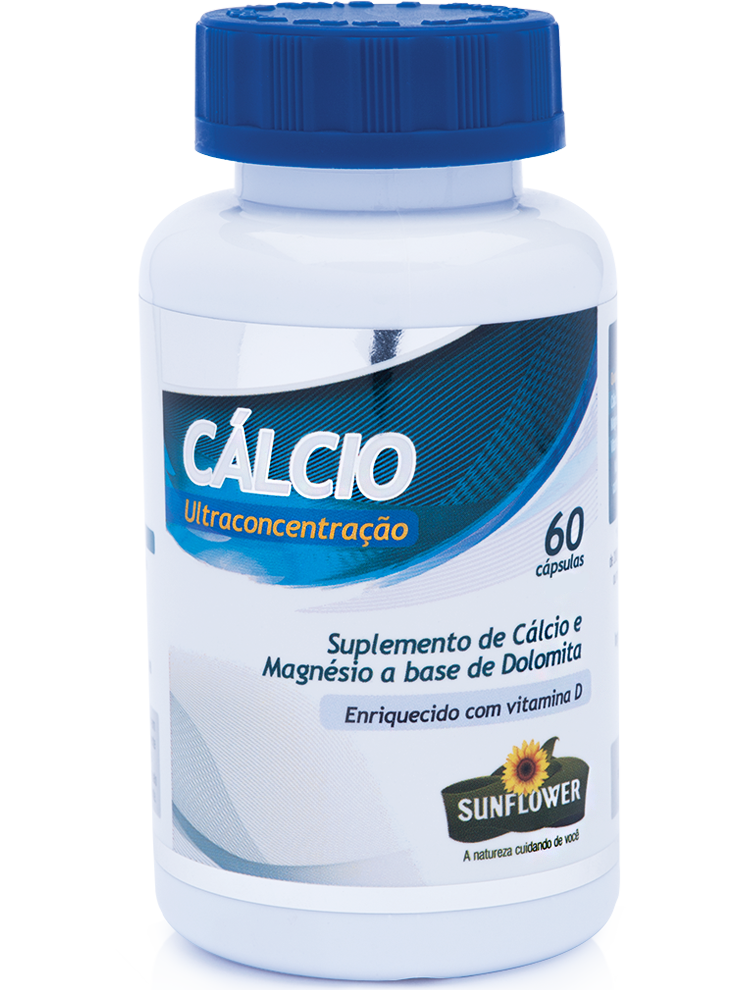 CÁLCIO
Ultraconcentração
60
cápsulas
Suplemento de Cálcio e
Magnésio a base de Dolomita
Enriquecido com vitamina D
SUNFLOWER
A natureza cuidando de você